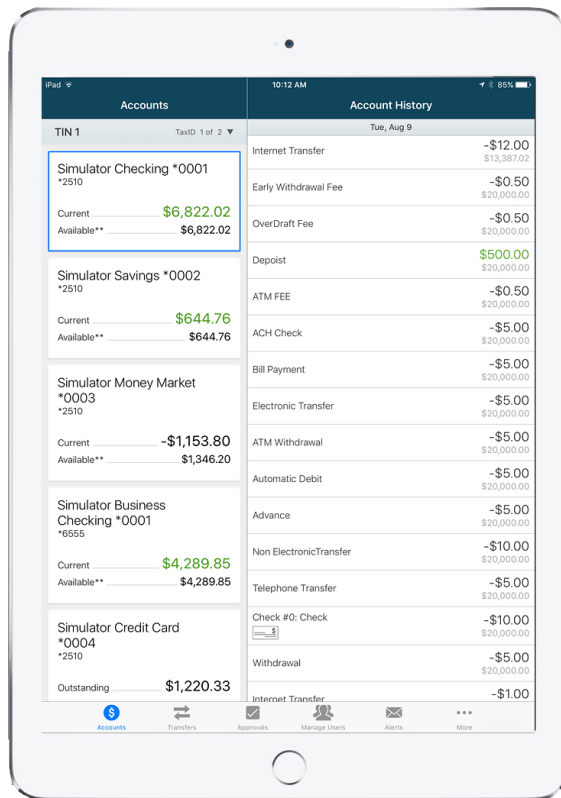 iPad
10:12 AM
85%
Accounts
Account History
TIN 1
TaxID 1 of 2 ▼
Simulator Checking *0001
*2510
Current $6,822.02
Available** $6,822.02
Simulator Savings *0002
*2510
Current $644.76
Available** $644.76
Simulator Money Market
*0003
*2510
Current -$1,153.80
Available** $1,346.20
Simulator Business
Checking *0001
*6555
Current $4,289.85
Available** $4,289.85
Simulator Credit Card
*0004
*2510
Outstanding $1,220.33
Tue, Aug 9
Internet Transfer -$12.00
$13,387.02
Early Withdrawal Fee -$0.50
$20,000.00
OverDraft Fee -$0.50
$20,000.00
Depoist $500.00
$20,000.00
ATM FEE -$0.50
$20,000.00
ACH Check -$5.00
$20,000.00
Bill Payment -$5.00
$20,000.00
Electronic Transfer -$5.00
$20,000.00
ATM Withdrawal -$5.00
$20,000.00
Automatic Debit -$5.00
$20,000.00
Advance -$5.00
$20,000.00
Non ElectronicTransfer -$10.00
$20,000.00
Telephone Transfer -$5.00
$20,000.00
Check #0: Check -$10.00
$20,000.00
Withdrawal -$5.00
$20,000.00
Internet Transfer -$1.00
Accounts
Transfers
Approvals
Manage Users
Alerts
More